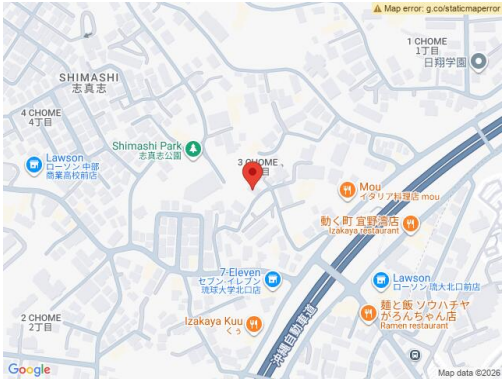 Map error: g.co/staticmaperror
1 CHOME
1丁目
日翔学園
SHIMASHI
志真志
4 CHOME
4丁目
Shimashi Park
志真志公園
Lawson
ローソン 中部
商業高校前店
3 CHOME
目
Mou
イタリア料理店 mou
動く町 宜野湾店
Izakaya restaurant
7-Eleven
セブン-イレブン
琉球大学北口店
Lawson
ローソン 琉大北口前店
2 CHOME
2丁目
Izakaya Kuu
くぅ
沖縄自動車道
麺と飯 ソウハチヤ
がろんちゃん店
Ramen restaurant
Google
Map data ©2026